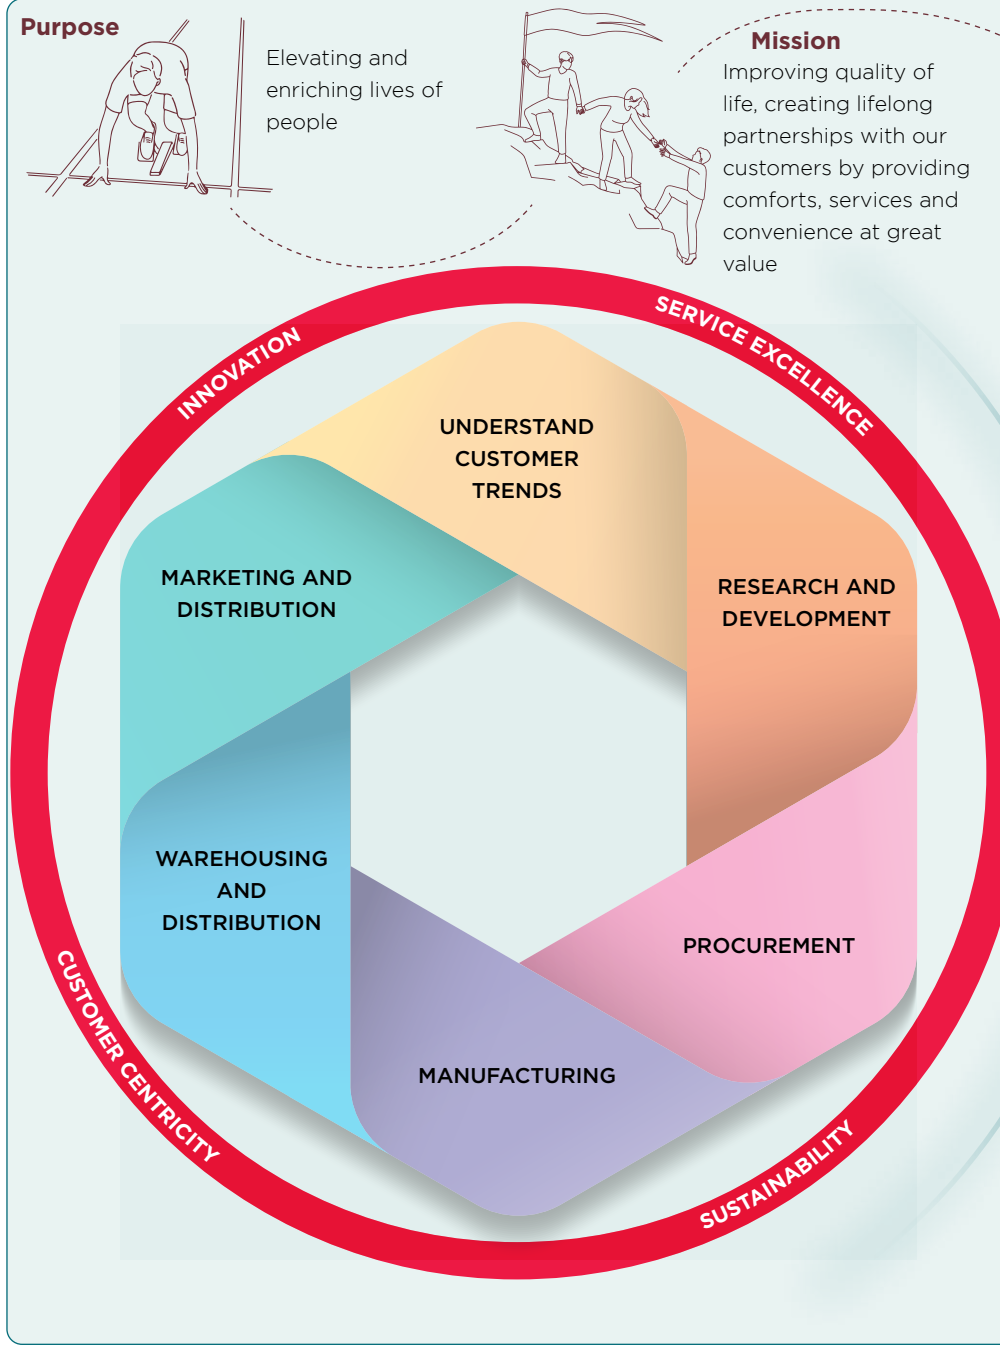 Purpose
Elevating and
enriching lives of
people
Mission
Improving quality of
life, creating lifelong
partnerships with our
customers by providing
comforts, services and
convenience at great
value
INNOVATION
SERVICE EXCELLENCE
UNDERSTAND
CUSTOMER
TRENDS
MARKETING AND
DISTRIBUTION
RESEARCH AND
DEVELOPMENT
WAREHOUSING
AND
DISTRIBUTION
PROCUREMENT
MANUFACTURING
CUSTOMER CENTRICITY
SUSTAINABILITY